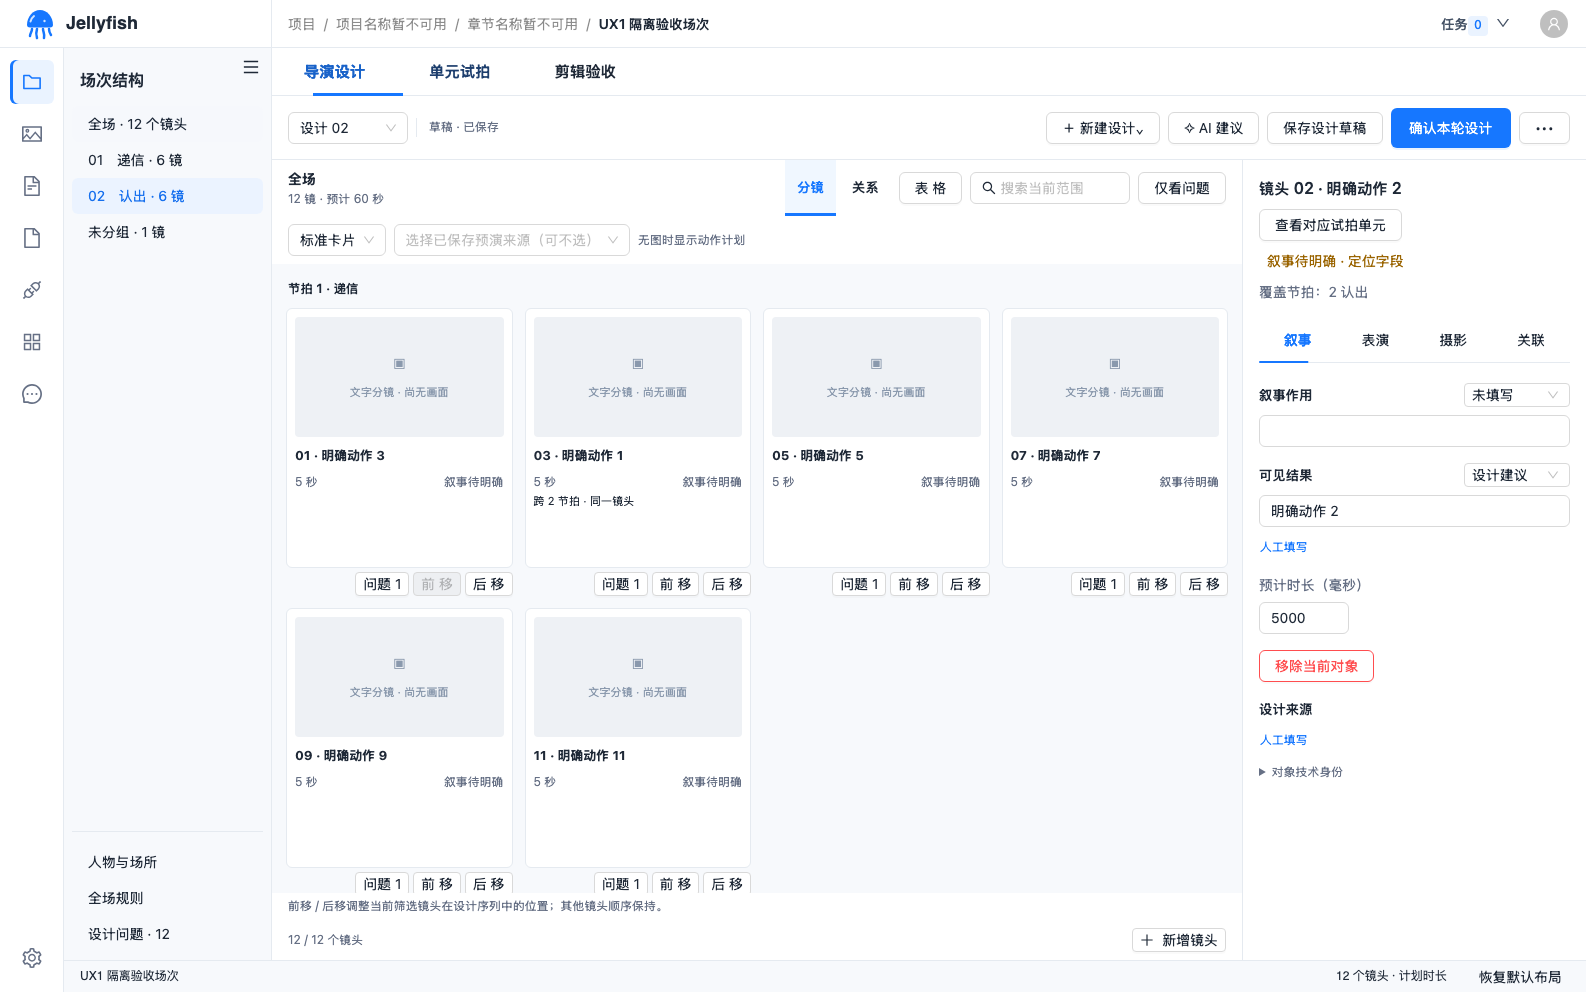 Jellyfish
项目 / 项目名称暂不可用 / 章节名称暂不可用 / UX1 隔离验收场次
任务 0
场次结构
全场 · 12 个镜头
01 递信 · 6 镜
02 认出 · 6 镜
未分组 · 1 镜
人物与场所
全场规则
设计问题 · 12
导演设计 单元试拍 剪辑验收
设计 02 草稿 · 已保存
+ 新建设计 AI 建议 保存设计草稿 确认本轮设计 ···
全场
12 镜 · 预计 60 秒
分镜 关系 表 格 搜索当前范围 仅看问题
标准卡片 选择已保存预演来源（可不选） 无图时显示动作计划
节拍 1 · 递信
文字分镜 · 尚无画面
01 · 明确动作 3
5 秒 叙事待明确
问题 1 前 移 后 移
文字分镜 · 尚无画面
03 · 明确动作 1
5 秒 叙事待明确
跨 2 节拍 · 同一镜头
问题 1 前 移 后 移
文字分镜 · 尚无画面
05 · 明确动作 5
5 秒 叙事待明确
问题 1 前 移 后 移
文字分镜 · 尚无画面
07 · 明确动作 7
5 秒 叙事待明确
问题 1 前 移 后 移
文字分镜 · 尚无画面
09 · 明确动作 9
5 秒 叙事待明确
问题 1 前 移 后 移
文字分镜 · 尚无画面
11 · 明确动作 11
5 秒 叙事待明确
问题 1 前 移 后 移
前移 / 后移调整当前筛选镜头在设计序列中的位置；其他镜头顺序保持。
12 / 12 个镜头
+ 新增镜头
镜头 02 · 明确动作 2
查看对应试拍单元
叙事待明确 · 定位字段
覆盖节拍：2 认出
叙事 表演 摄影 关联
叙事作用 未填写
可见结果 设计建议
明确动作 2
人工填写
预计时长（毫秒）
5000
移除当前对象
设计来源
人工填写
对象技术身份
UX1 隔离验收场次
12 个镜头 · 计划时长 恢复默认布局